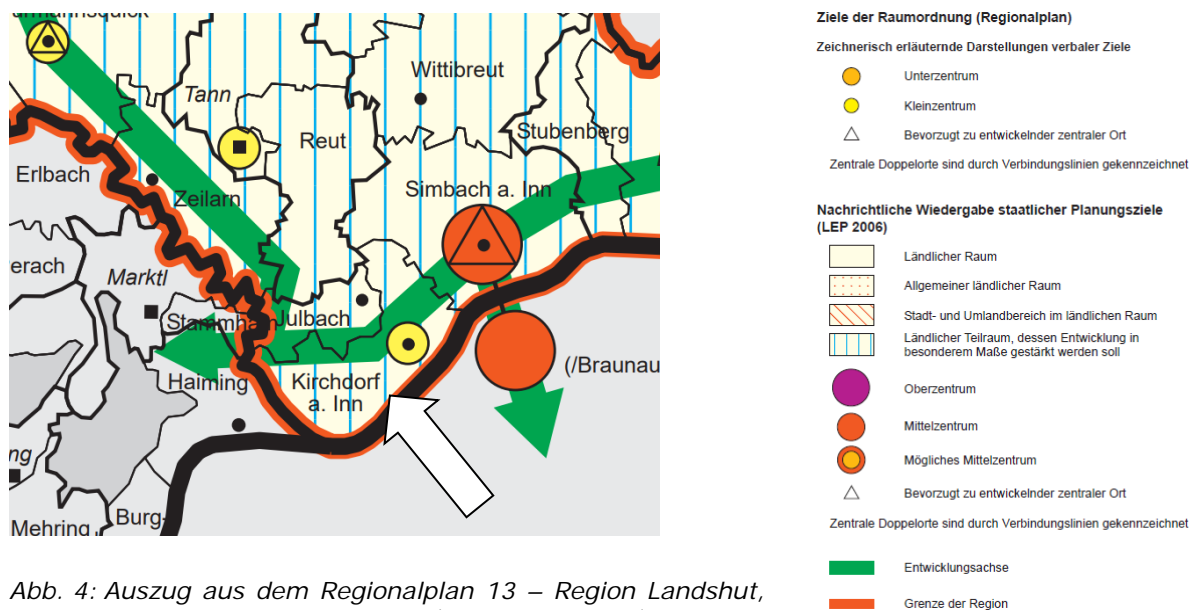 Wittibreut
Tann
Reut
Stubenberg
Erlbach
Zeilarn
Simbach a. Inn
erach
Marktl
Stammham
Julbach
Haiming
Kirchdorf
a. Inn
(/Braunau
ng
Mehring
Burg-
Abb. 4: Auszug aus dem Regionalplan 13 – Region Landshut,
Ziele der Raumordnung (Regionalplan)
Zeichnerisch erläuternde Darstellungen verbaler Ziele
Unterzentrum
Kleinzentrum
Bevorzugt zu entwickelnder zentraler Ort
Zentrale Doppelorte sind durch Verbindungslinien gekennzeichnet
Nachrichtliche Wiedergabe staatlicher Planungsziele
(LEP 2006)
Ländlicher Raum
Allgemeiner ländlicher Raum
Stadt- und Umlandbereich im ländlichen Raum
Ländlicher Teilraum, dessen Entwicklung in
besonderem Maße gestärkt werden soll
Oberzentrum
Mittelzentrum
Mögliches Mittelzentrum
Bevorzugt zu entwickelnder zentraler Ort
Zentrale Doppelorte sind durch Verbindungslinien gekennzeichnet
Entwicklungsachse
Grenze der Region